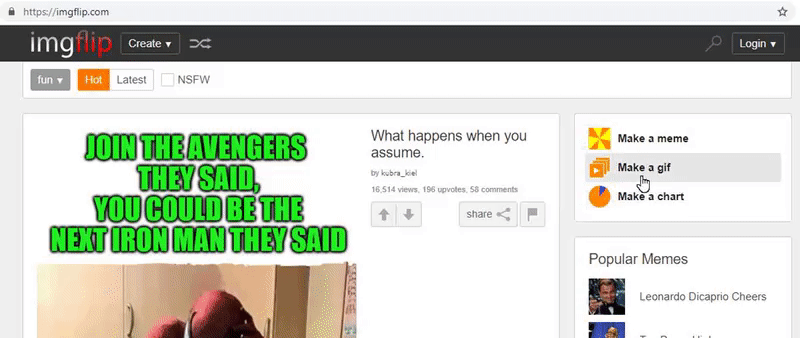 https://imgflip.com
imgflip
Create ▾
Login ▾
fun ▾
Hot
Latest
NSFW
JOIN THE AVENGERS
THEY SAID,
YOU COULD BE THE
NEXT IRON MAN THEY SAID
What happens when you
assume.
by kubra_kiel
16,514 views, 196 upvotes, 58 comments
share
Make a meme
Make a gif
Make a chart
Popular Memes
Leonardo Dicaprio Cheers